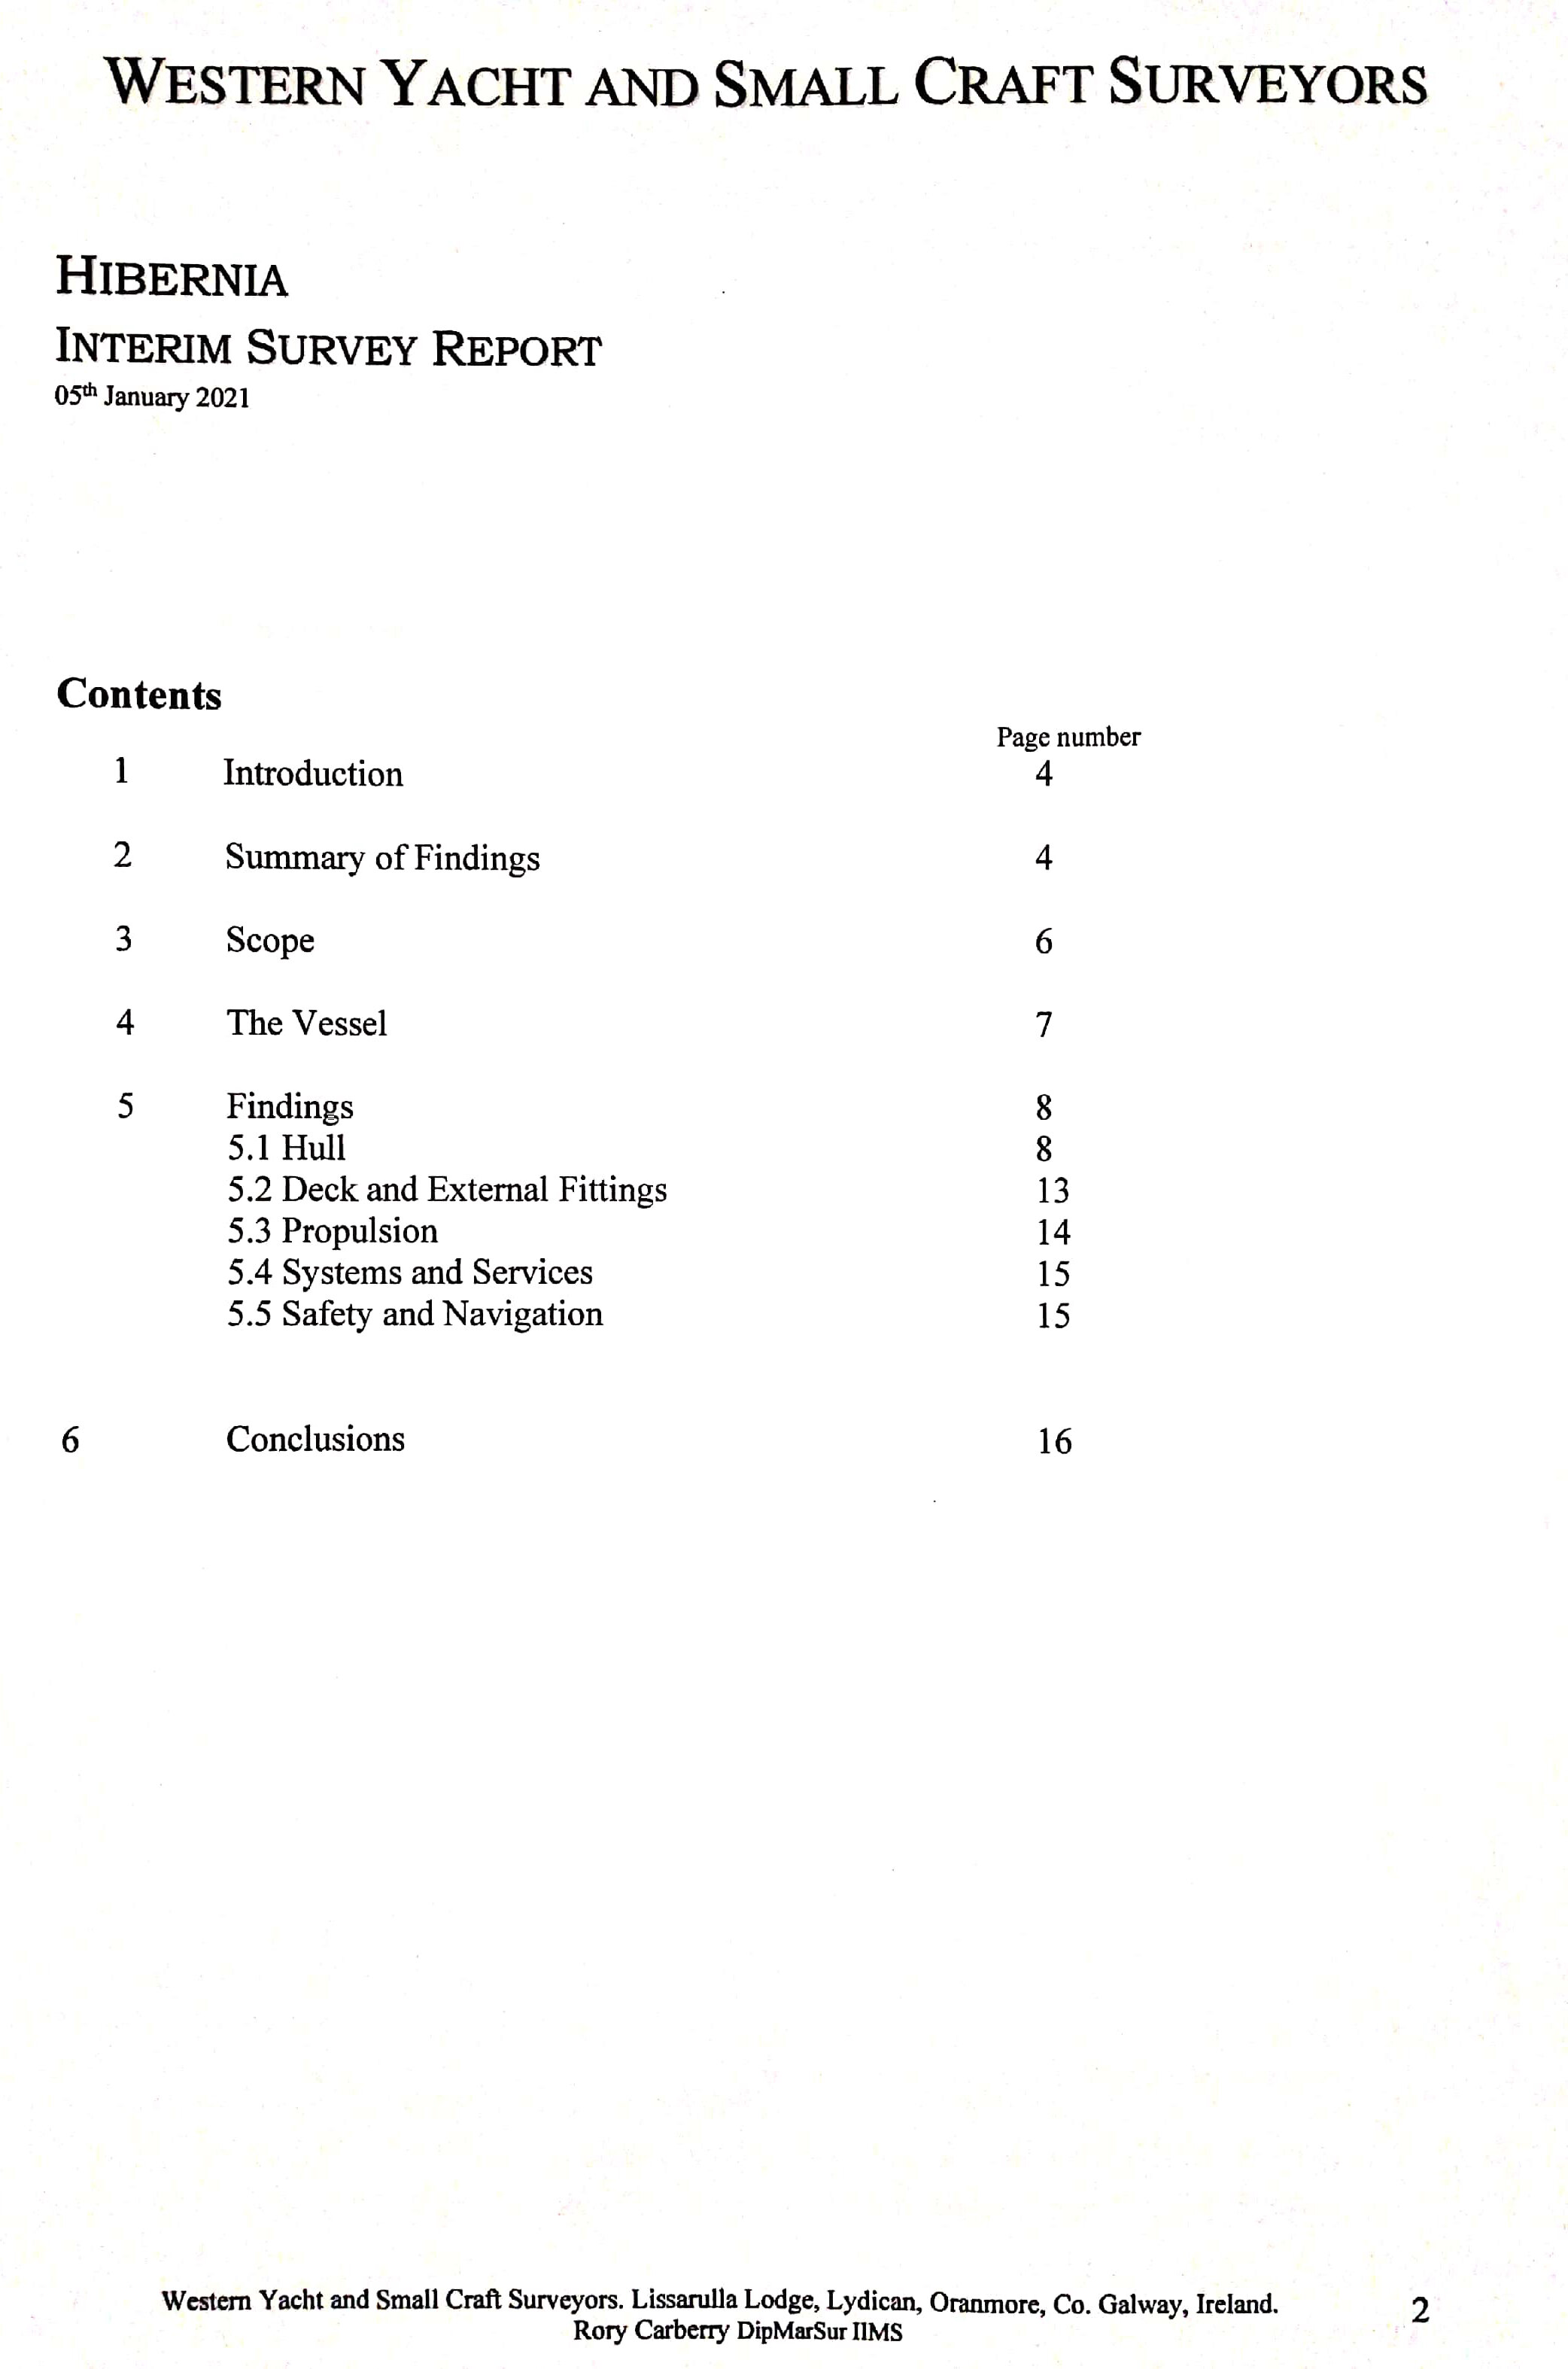 WESTERN YACHT AND SMALL CRAFT SURVEYORS
HIBERNIA
INTERIM SURVEY REPORT
05th January 2021
Contents
Page number
1 Introduction 4
2 Summary of Findings 4
3 Scope 6
4 The Vessel 7
5 Findings 8
5.1 Hull 8
5.2 Deck and External Fittings 13
5.3 Propulsion 14
5.4 Systems and Services 15
5.5 Safety and Navigation 15
6 Conclusions 16
Western Yacht and Small Craft Surveyors. Lissarulla Lodge, Lydican, Oranmore, Co. Galway, Ireland. 2
Rory Carberry DipMarSur IIMS